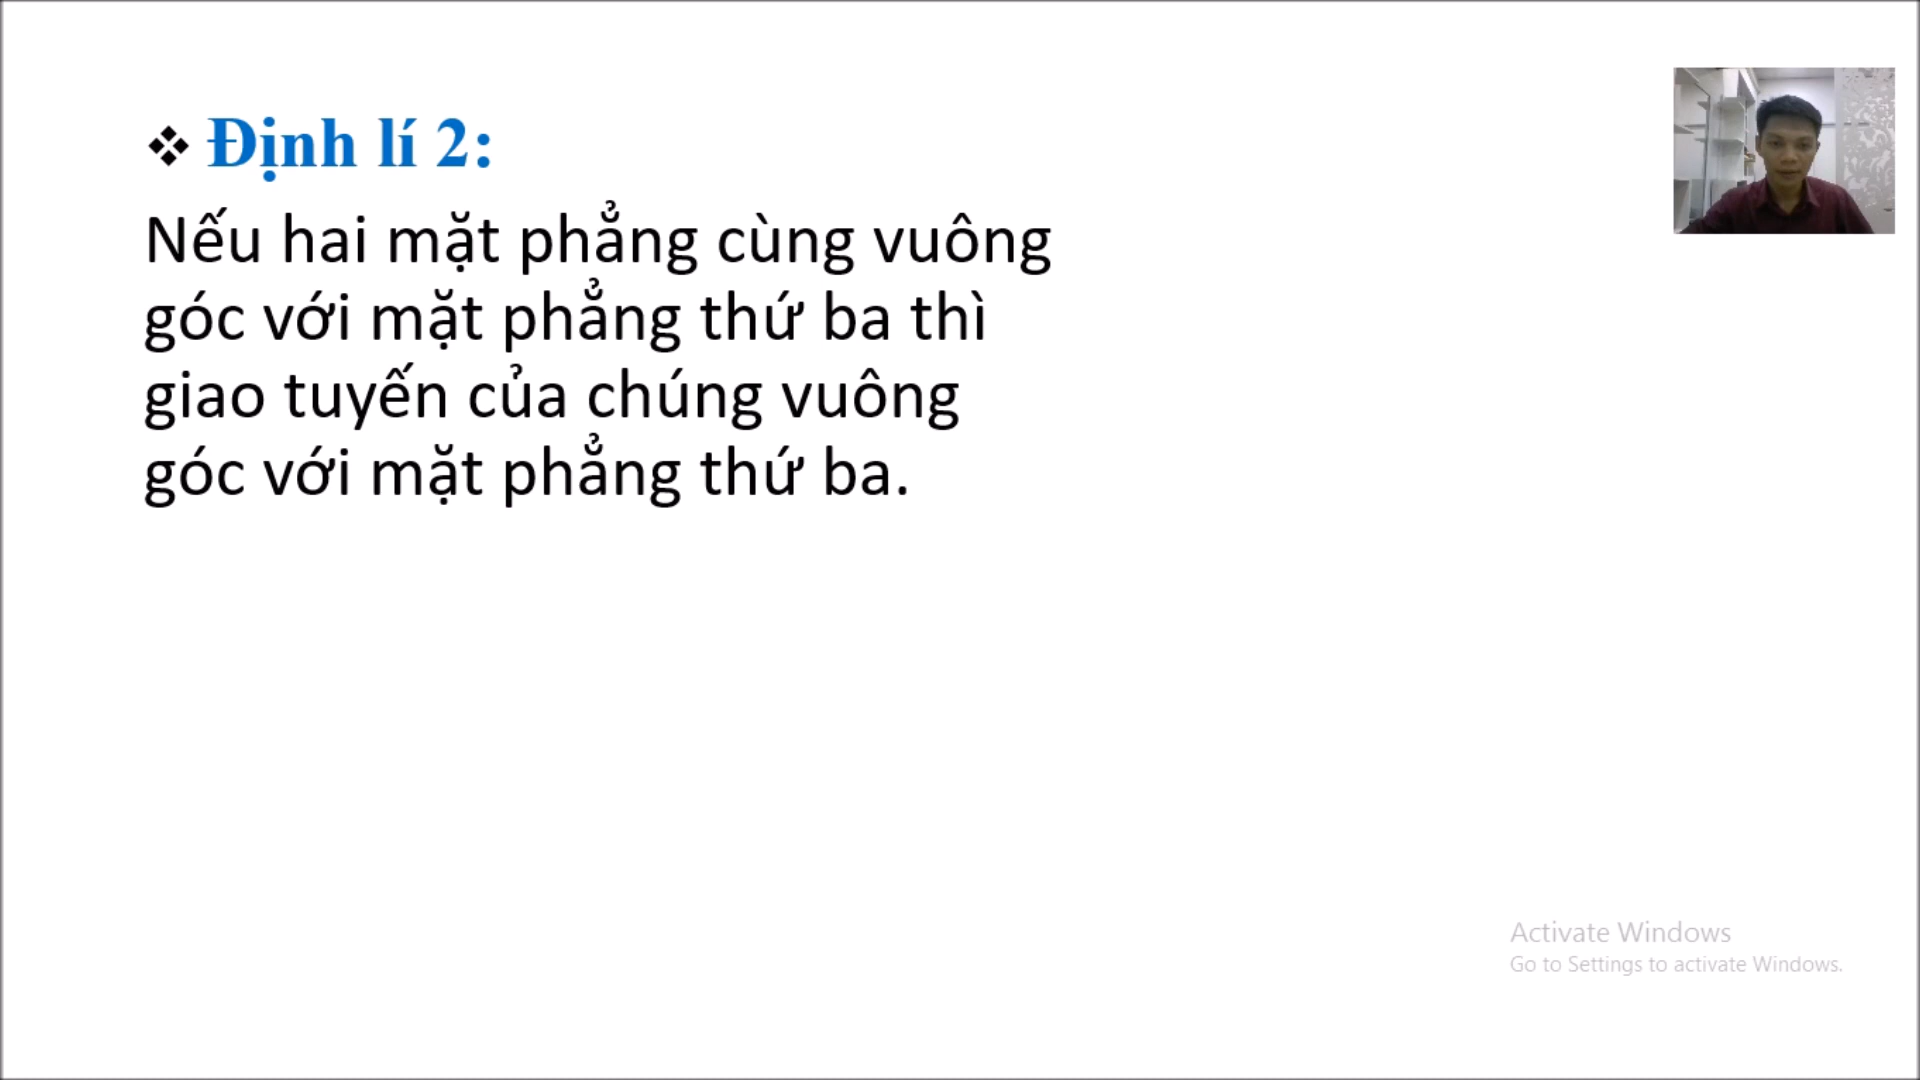 ❖ Định lí 2:
Nếu hai mặt phẳng cùng vuông
góc với mặt phẳng thứ ba thì
giao tuyến của chúng vuông
góc với mặt phẳng thứ ba.
Activate Windows
Go to Settings to activate Windows.